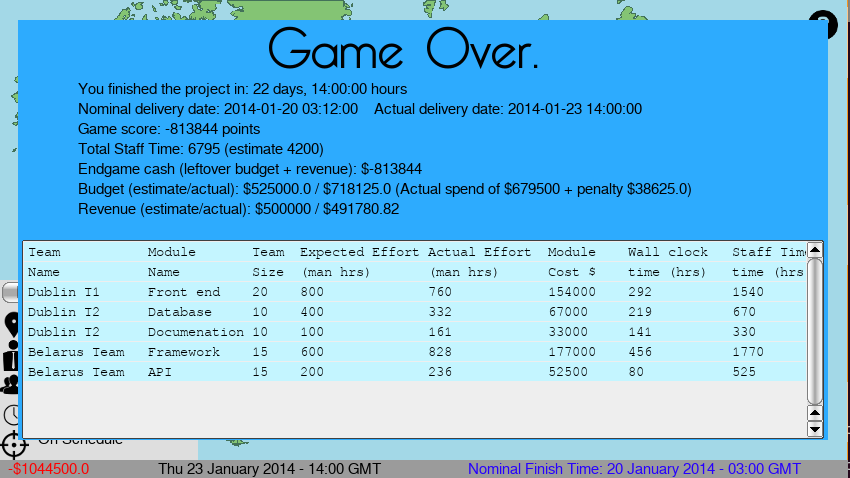 Game Over.
You finished the project in: 22 days, 14:00:00 hours
Nominal delivery date: 2014-01-20 03:12:00    Actual delivery date: 2014-01-23 14:00:00
Game score: -813844 points
Total Staff Time: 6795 (estimate 4200)
Endgame cash (leftover budget + revenue): $-813844
Budget (estimate/actual): $525000.0 / $718125.0 (Actual spend of $679500 + penalty $38625.0)
Revenue (estimate/actual): $500000 / $491780.82
Team Module Team Expected Effort Actual Effort Module Wall clock Staff Time
Name Name Size (man hrs) (man hrs) Cost $ time (hrs) time (hrs
Dublin T1 Front end 20 800 760 154000 292 1540
Dublin T2 Database 10 400 332 67000 219 670
Dublin T2 Documenation 10 100 161 33000 141 330
Belarus Team Framework 15 600 828 177000 456 1770
Belarus Team API 15 200 236 52500 80 525
On Schedule
-$1044500.0 Thu 23 January 2014 - 14:00 GMT Nominal Finish Time: 20 January 2014 - 03:00 GMT